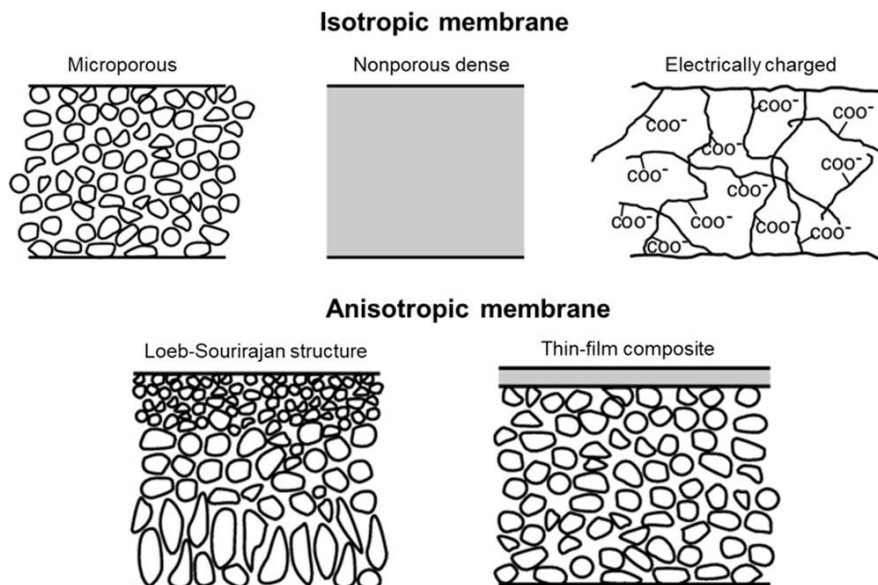 Isotropic membrane
Microporous
Nonporous dense
Electrically charged
COO-
COO-
COO-
COO-
COO-
COO-
COO-
COO-
COO-
COO-
COO-
COO-
Anisotropic membrane
Loeb-Sourirajan structure
Thin-film composite